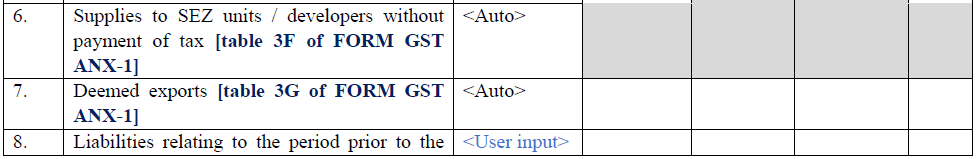 6. Supplies to SEZ units / developers without <Auto>
payment of tax [table 3F of FORM GST
ANX-1]
7. Deemed exports [table 3G of FORM GST <Auto>
ANX-1]
8. Liabilities relating to the period prior to the <User input>